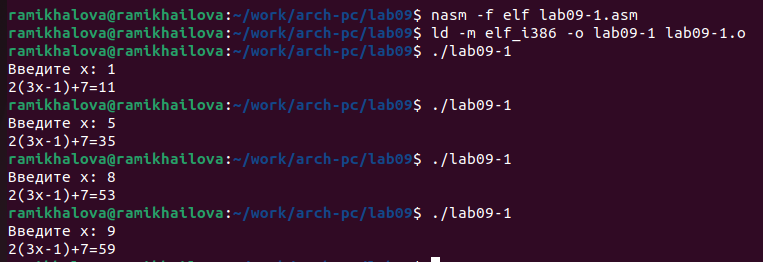 ramikhalova@ramikhailova:~/work/arch-pc/lab09$ nasm -f elf lab09-1.asm
ramikhalova@ramikhailova:~/work/arch-pc/lab09$ ld -m elf_i386 -o lab09-1 lab09-1.o
ramikhalova@ramikhailova:~/work/arch-pc/lab09$ ./lab09-1
Введите x: 1
2(3x-1)+7=11
ramikhalova@ramikhailova:~/work/arch-pc/lab09$ ./lab09-1
Введите x: 5
2(3x-1)+7=35
ramikhalova@ramikhailova:~/work/arch-pc/lab09$ ./lab09-1
Введите x: 8
2(3x-1)+7=53
ramikhalova@ramikhailova:~/work/arch-pc/lab09$ ./lab09-1
Введите x: 9
2(3x-1)+7=59